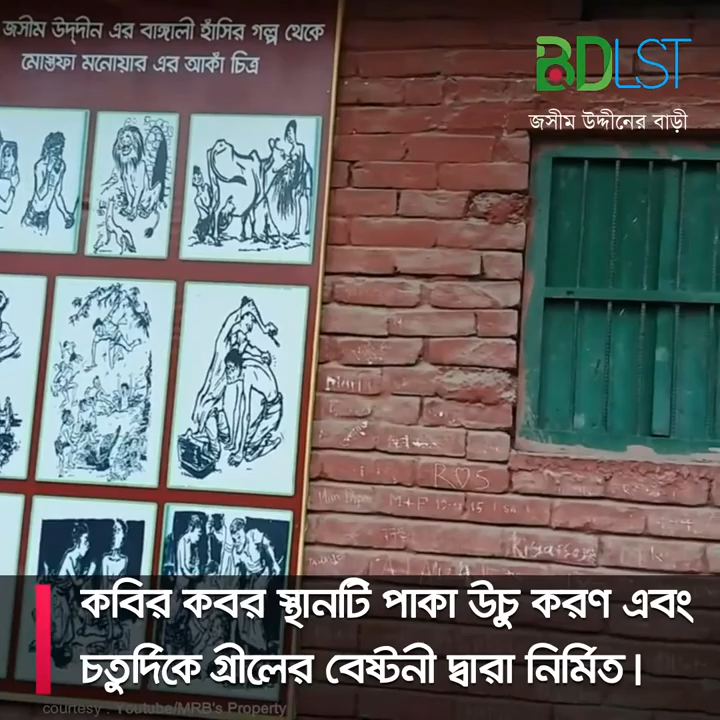 জসীম উদ্‌দীন এর বাঙ্গালী হাঁসির গল্প থেকে
মোস্তফা মনোয়ার এর আকাঁ চিত্র
BDLST
জসীম উদ্দীনের বাড়ী
R♡S
M+F
কবির কবর স্থানটি পাকা উচু করণ এবং
চতুর্দিকে গ্রীলের বেষ্টনী দ্বারা নির্মিত।
courtesy : Youtube/MRB's Property